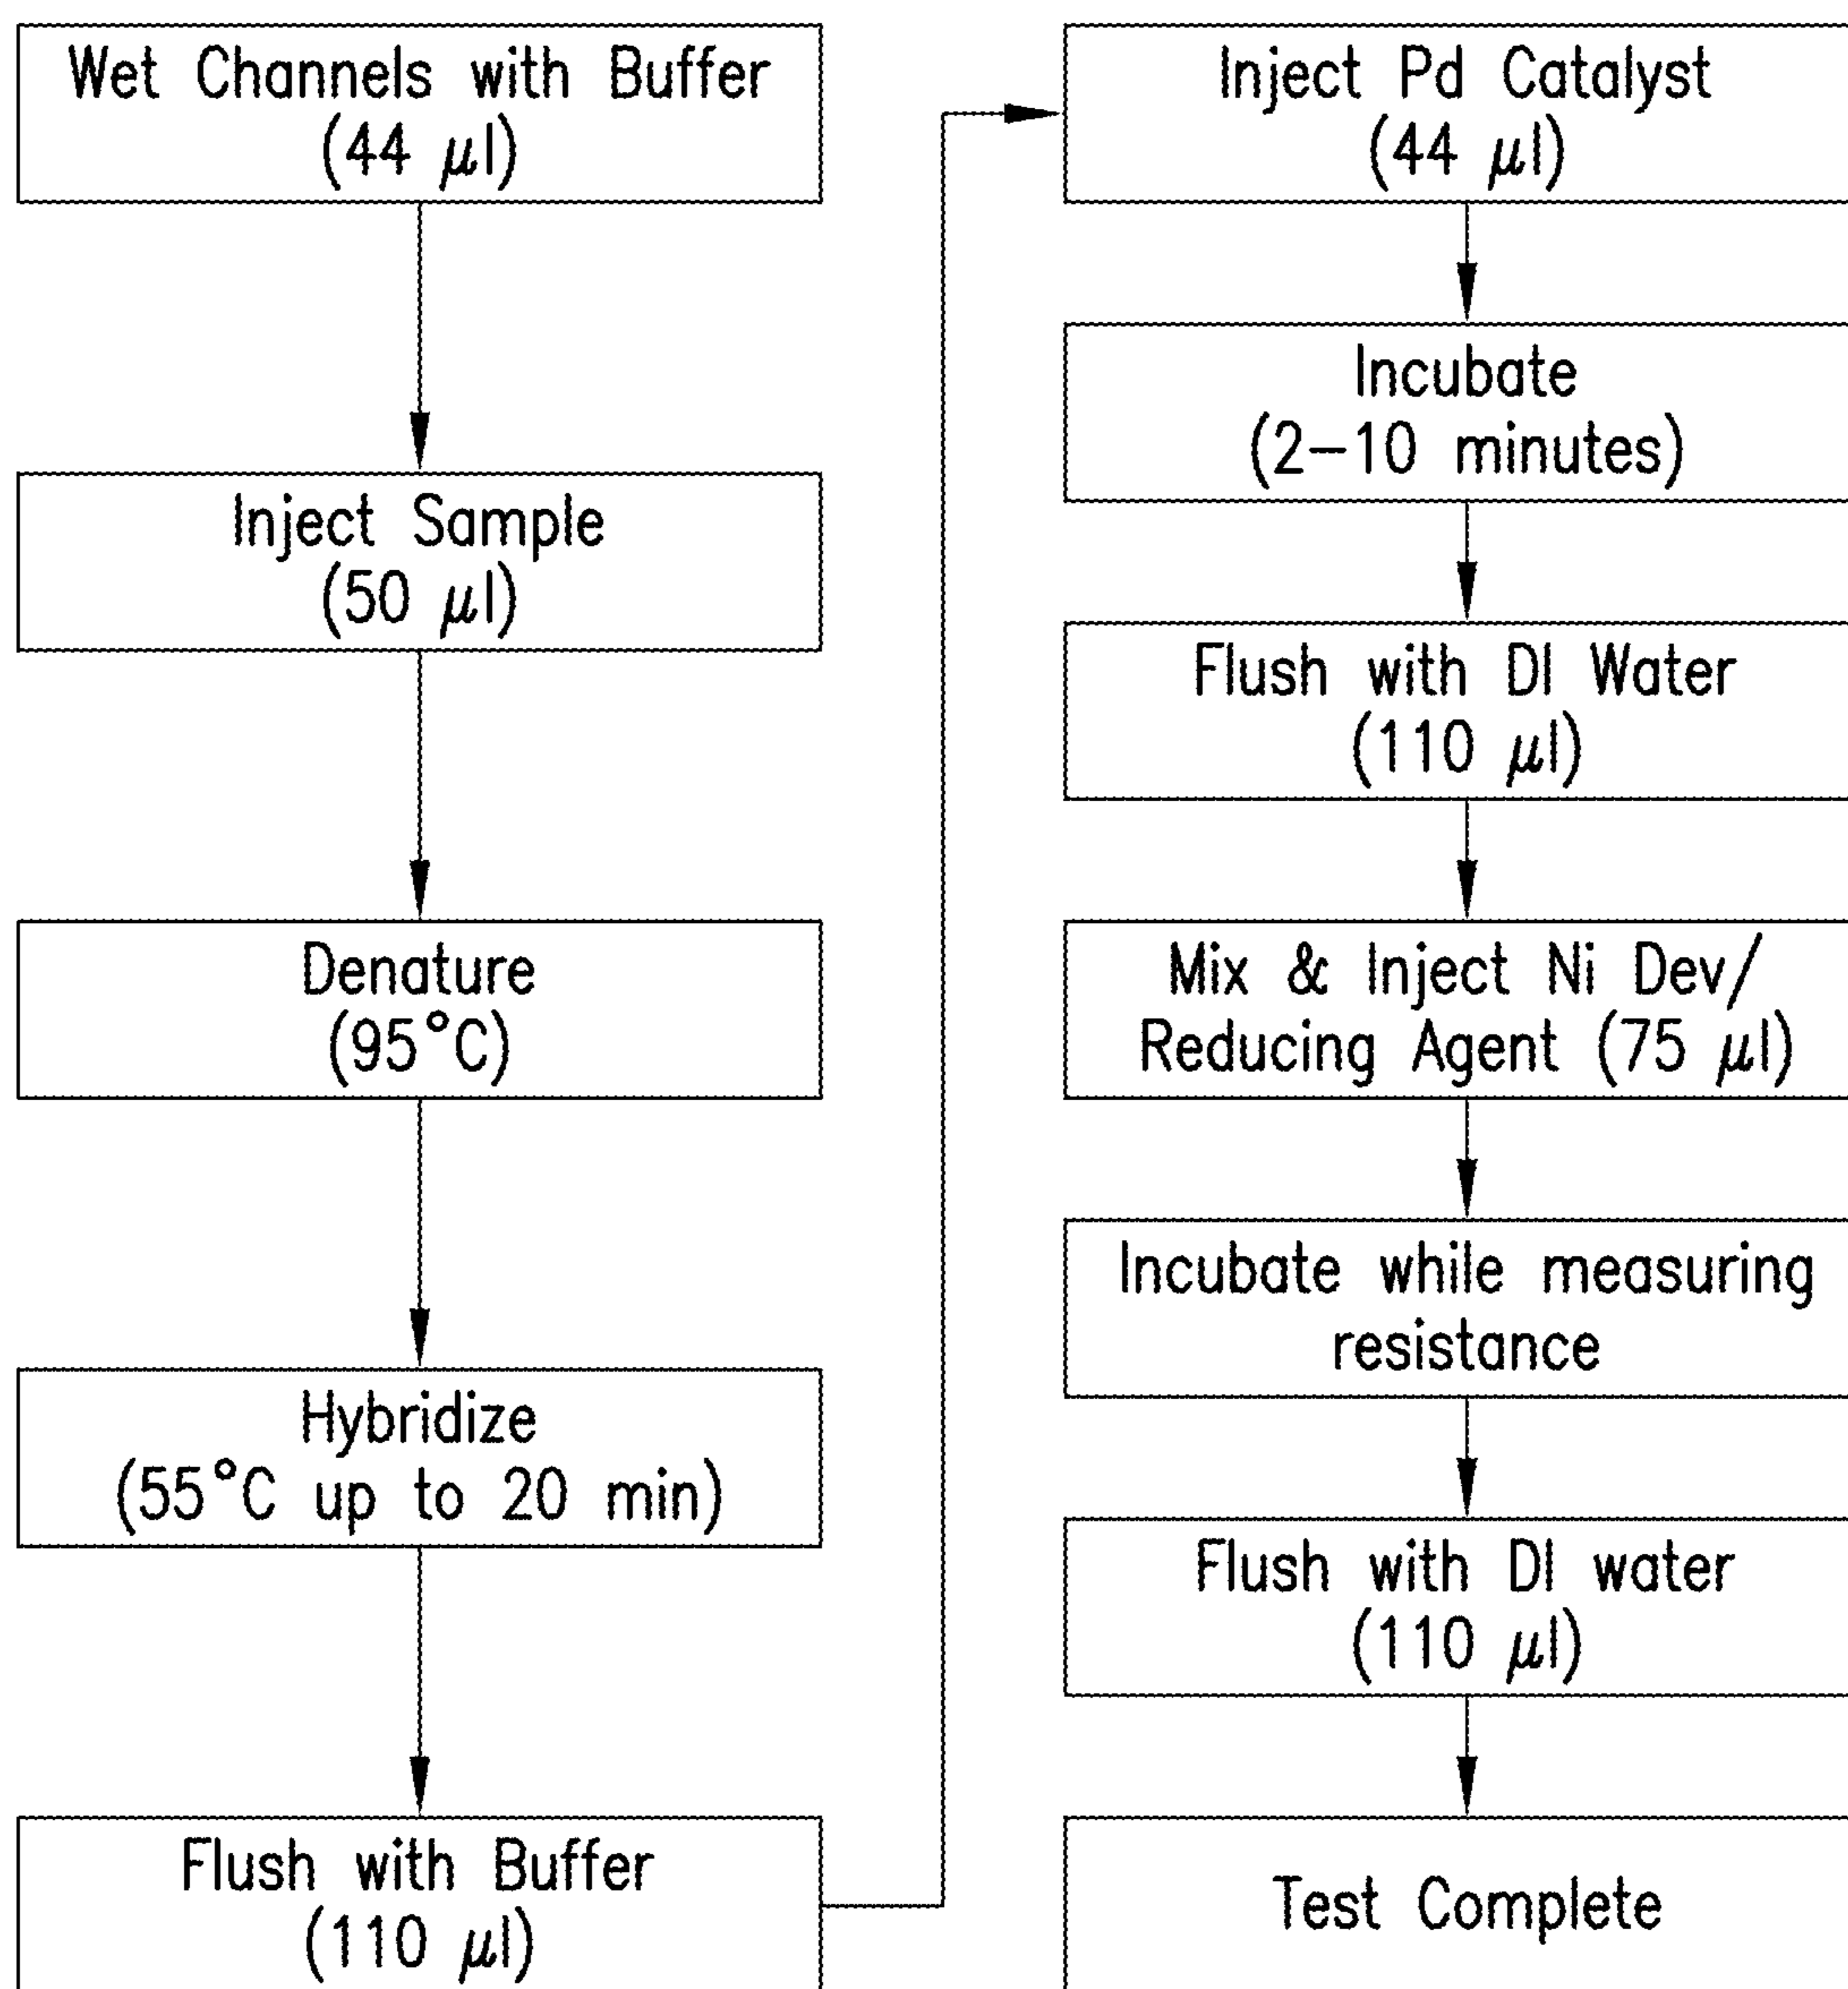 Wet Channels with Buffer
(44 μl)
Inject Sample
(50 μl)
Denature
(95°C)
Hybridize
(55°C up to 20 min)
Flush with Buffer
(110 μl)
Inject Pd Catalyst
(44 μl)
Incubate
(2–10 minutes)
Flush with DI Water
(110 μl)
Mix & Inject Ni Dev/
Reducing Agent (75 μl)
Incubate while measuring
resistance
Flush with DI water
(110 μl)
Test Complete